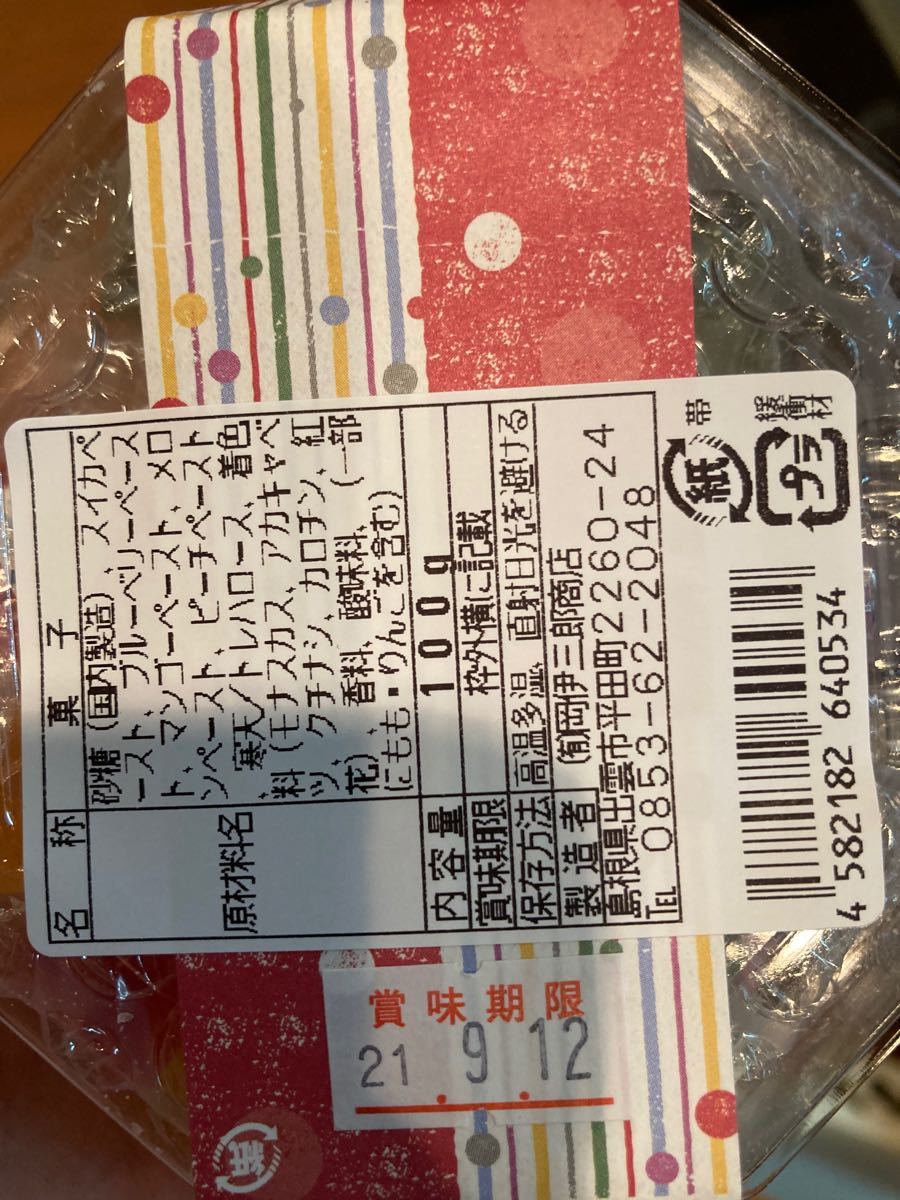 名称 菓子
原材料名 砂糖(国内製造)、スイカペ
ースト、ブルーベリーペース
ト、マンゴーペースト、メロ
ンペースト、ピーチペースト
、寒天/トレハロース、着色
料(モナスカス、アカキャベ
ツ、クチナシ、カロチン、紅
花)、香料、酸味料、(一部
にもも・りんごを含む)
内容量 100g
賞味期限 枠外横に記載
保存方法 高温多湿、直射日光を避ける
製造者 (有)岡伊三郎商店
島根県出雲市平田町2260-24
TEL 0853-62-2048
紙 帯
プラ 緩衝材
4 582182 640534
賞味期限
21. 9. 12